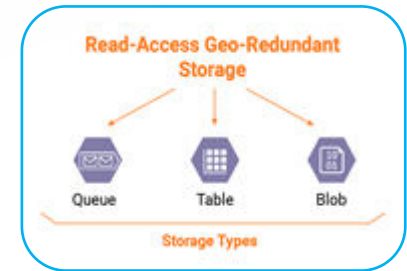 Read-Access Geo-Redundant
Storage
Queue
Table
Blob
Storage Types